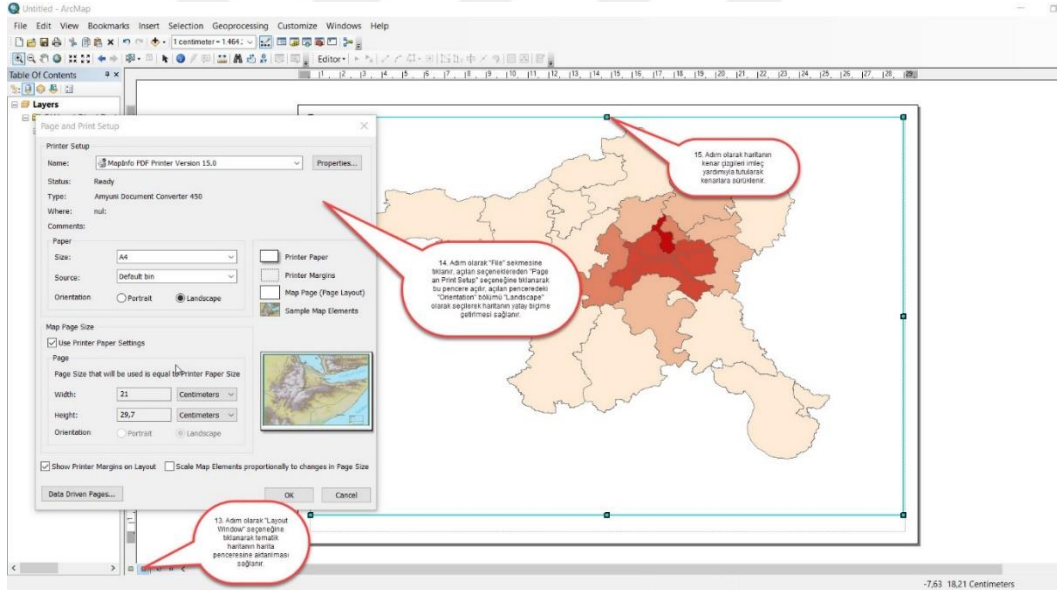 Untitled - ArcMap
File Edit View Bookmarks Insert Selection Geoprocessing Customize Windows Help
1 centimeter = 1.464.:
Editor
Table Of Contents
Layers
Page and Print Setup
Printer Setup
Name: MapInfo PDF Printer Version 15.0 Properties...
Status: Ready
Type: Amyuni Document Converter 450
Where: nul:
Comments:
Paper
Size: A4
Source: Default bin
Orientation Portrait Landscape
Printer Paper
Printer Margins
Map Page (Page Layout)
Sample Map Elements
Map Page Size
Use Printer Paper Settings
Page
Page Size that will be used is equal to Printer Paper Size
Width: 21 Centimeters
Height: 29,7 Centimeters
Orientation Portrait Landscape
Show Printer Margins on Layout Scale Map Elements proportionally to changes in Page Size
Data Driven Pages... OK Cancel
15. Adım olarak haritanın
kenar çizgileri imleç
yardımıyla tutularak
kenarlara sürüklenir.
14. Adım olarak "File" sekmesine
tıklanır, açılan seçeneklereden "Page
an Print Setup" seçeneğine tıklanarak
bu pencere açılır, açılan penceredeki
"Orientation" bölümü "Landscape"
olarak seçilerek haritanın yatay biçime
getirilmesi sağlanır.
13. Adım olarak "Layout
Window" seçeneğine
tıklanarak tematik
haritanın harita
penceresine aktarılması
sağlanır.
-7,63 18,21 Centimeters